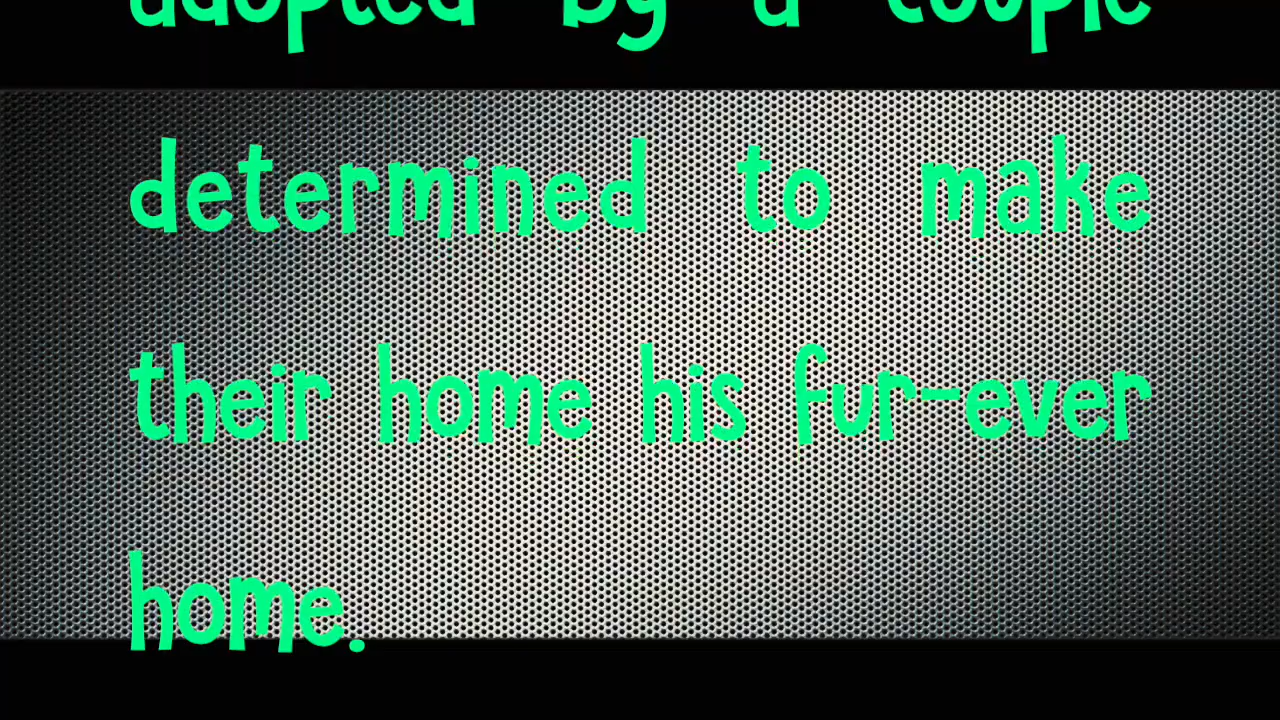 adopted by a couple
determined to make
their home his fur-ever
home.